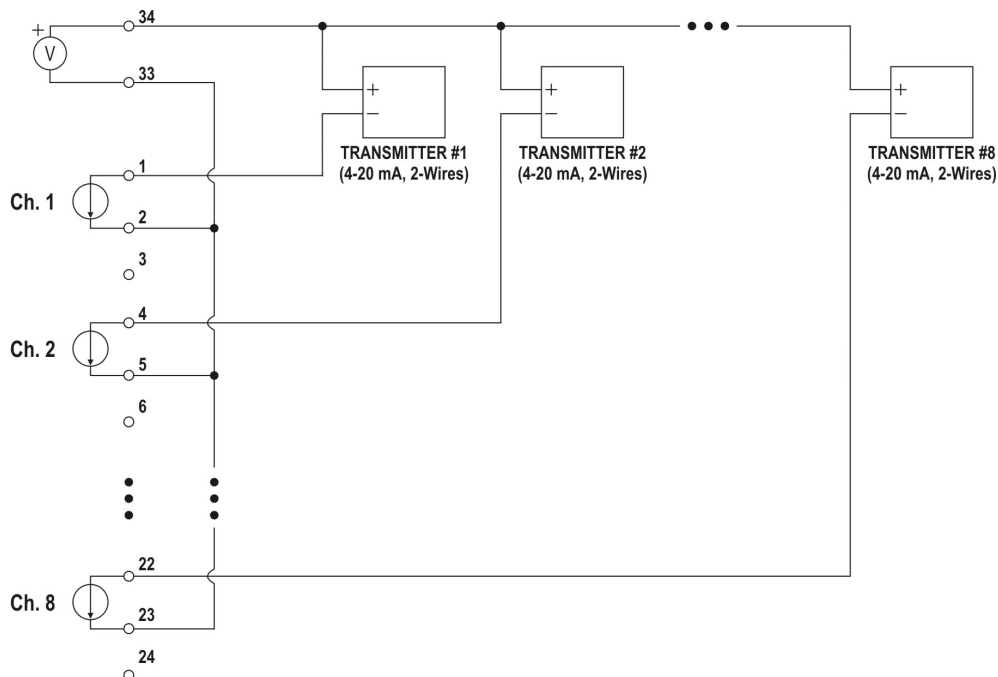 34
+
V
33
+
−
TRANSMITTER #1
(4-20 mA, 2-Wires)
+
−
TRANSMITTER #2
(4-20 mA, 2-Wires)
+
−
TRANSMITTER #8
(4-20 mA, 2-Wires)
1
Ch. 1
2
3
4
Ch. 2
5
6
22
Ch. 8
23
24